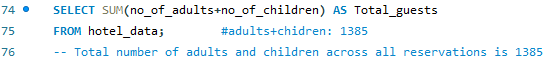 74 SELECT SUM(no_of_adults+no_of_children) AS Total_guests
75 FROM hotel_data; #adults+chidren: 1385
76 -- Total number of adults and children across all reservations is 1385